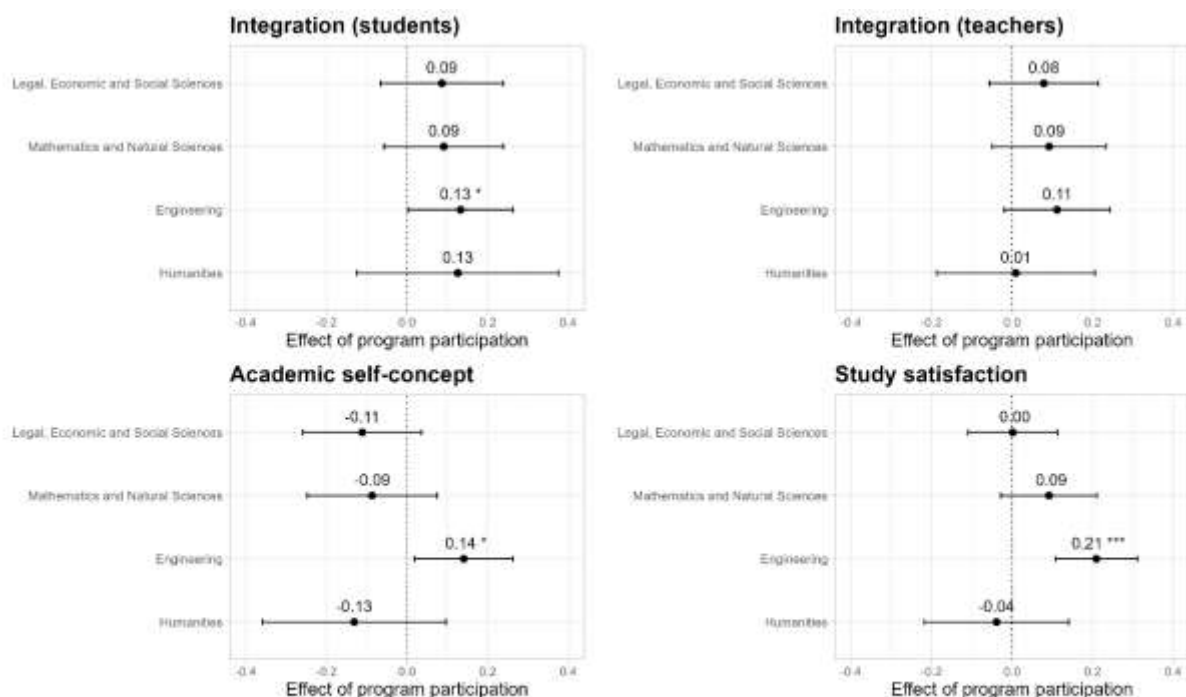 Integration (students)
Legal, Economic and Social Sciences
0.09
Mathematics and Natural Sciences
0.09
Engineering
0.13 *
Humanities
0.13
-0.4 -0.2 0.0 0.2 0.4
Effect of program participation
Integration (teachers)
Legal, Economic and Social Sciences
0.08
Mathematics and Natural Sciences
0.09
Engineering
0.11
Humanities
0.01
-0.4 -0.2 0.0 0.2 0.4
Effect of program participation
Academic self-concept
Legal, Economic and Social Sciences
-0.11
Mathematics and Natural Sciences
-0.09
Engineering
0.14 *
Humanities
-0.13
-0.4 -0.2 0.0 0.2 0.4
Effect of program participation
Study satisfaction
Legal, Economic and Social Sciences
0.00
Mathematics and Natural Sciences
0.09
Engineering
0.21 ***
Humanities
-0.04
-0.4 -0.2 0.0 0.2 0.4
Effect of program participation